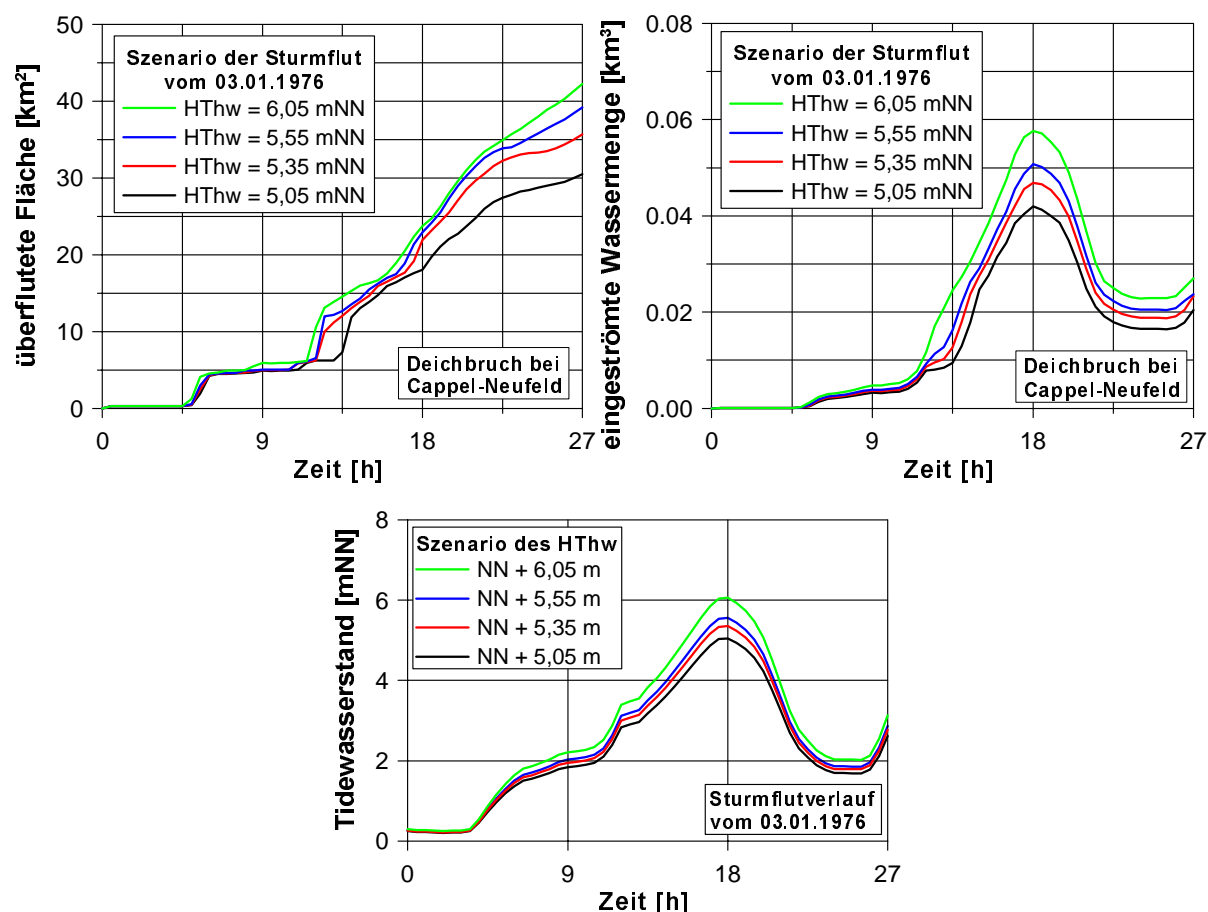 überflutete Fläche [km²]
50
40
30
20
10
0
Szenario der Sturmflut
vom 03.01.1976
HThw = 6,05 mNN
HThw = 5,55 mNN
HThw = 5,35 mNN
HThw = 5,05 mNN
Deichbruch bei
Cappel-Neufeld
0 9 18 27
Zeit [h]
eingeströmte Wassermenge [km³]
0.08
0.06
0.04
0.02
0.00
Szenario der Sturmflut
vom 03.01.1976
HThw = 6,05 mNN
HThw = 5,55 mNN
HThw = 5,35 mNN
HThw = 5,05 mNN
Deichbruch bei
Cappel-Neufeld
0 9 18 27
Zeit [h]
Tidewasserstand [mNN]
8
6
4
2
0
Szenario des HThw
NN + 6,05 m
NN + 5,55 m
NN + 5,35 m
NN + 5,05 m
Sturmflutverlauf
vom 03.01.1976
0 9 18 27
Zeit [h]